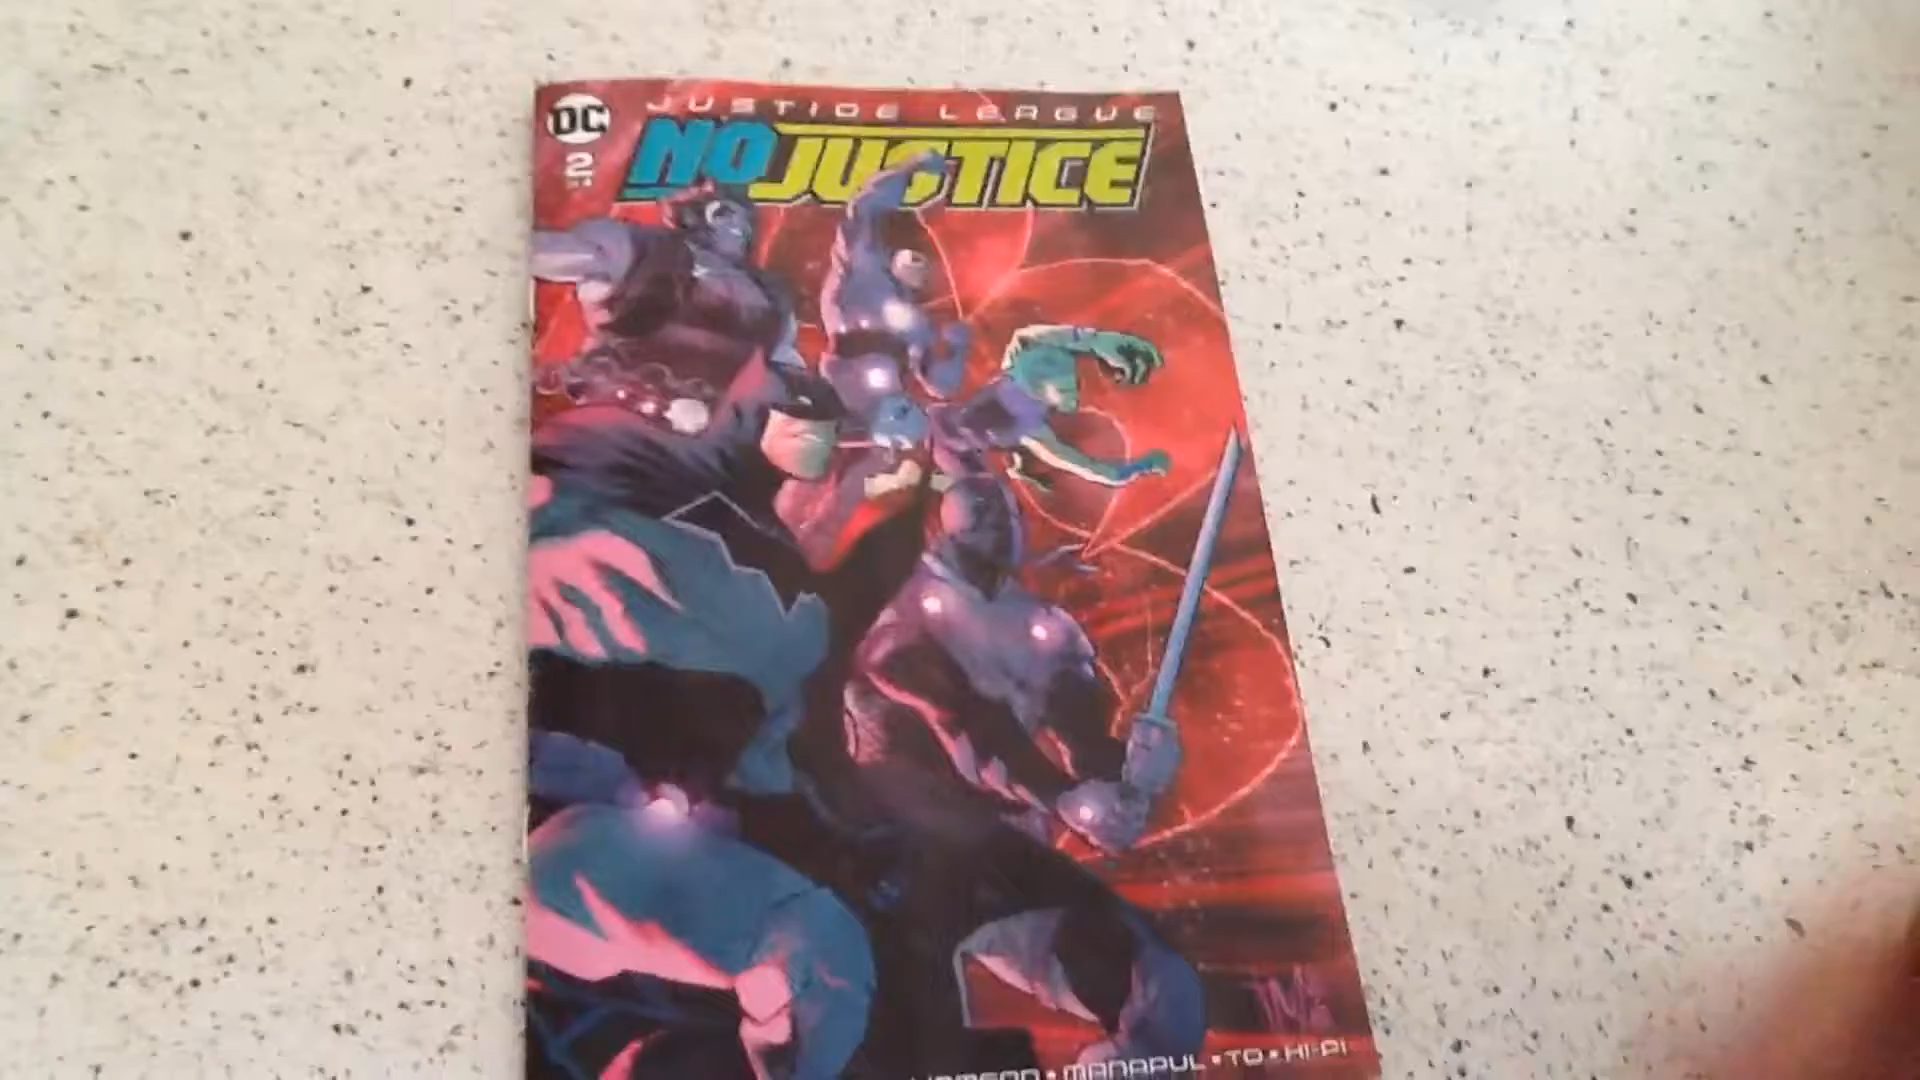 DC
JUSTICE LEAGUE
2
NO JUSTICE
MANAPUL • TO • HI-FI